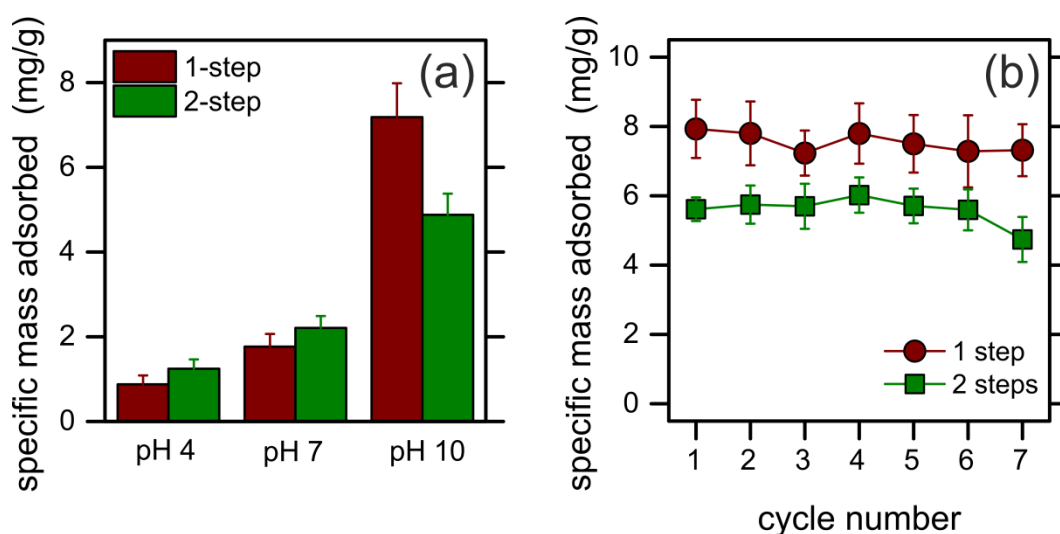 specific mass adsorbed (mg/g)
8
6
4
2
0
1-step
2-step
(a)
pH 4
pH 7
pH 10
specific mass adsorbed (mg/g)
10
8
6
4
2
0
(b)
1 step
2 steps
1
2
3
4
5
6
7
cycle number